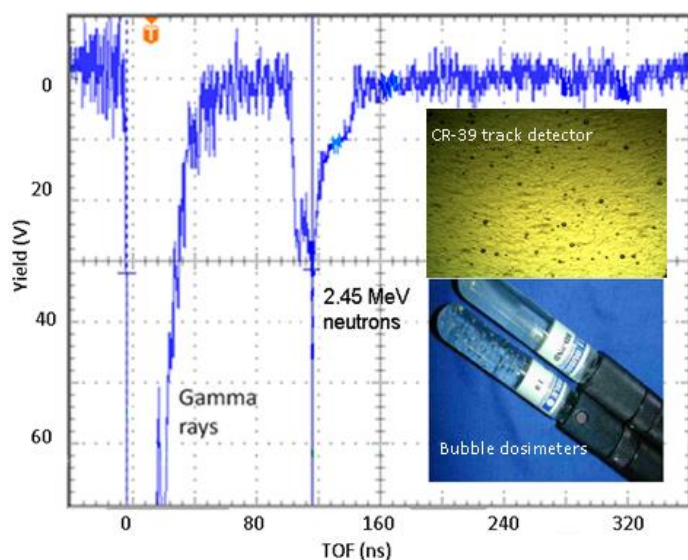 T
0
20
40
60
Yield (V)
CR-39 track detector
2.45 MeV
neutrons
Gamma
rays
Bubble dosimeters
0
80
160
240
320
TOF (ns)